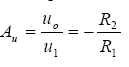 A_u = u_o / u_1 = - R_2 / R_1